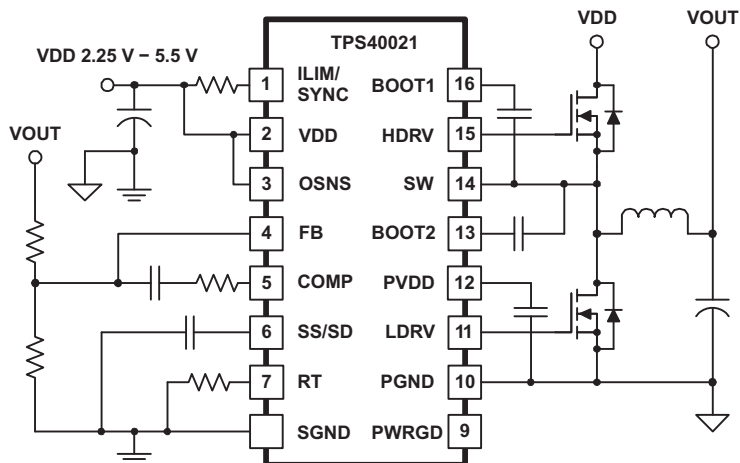 TPS40021
VDD
VOUT
VDD 2.25 V – 5.5 V
VOUT
1 ILIM/
SYNC
BOOT1 16
2 VDD
HDRV 15
3 OSNS
SW 14
4 FB
BOOT2 13
5 COMP
PVDD 12
6 SS/SD
LDRV 11
7 RT
PGND 10
SGND
PWRGD 9